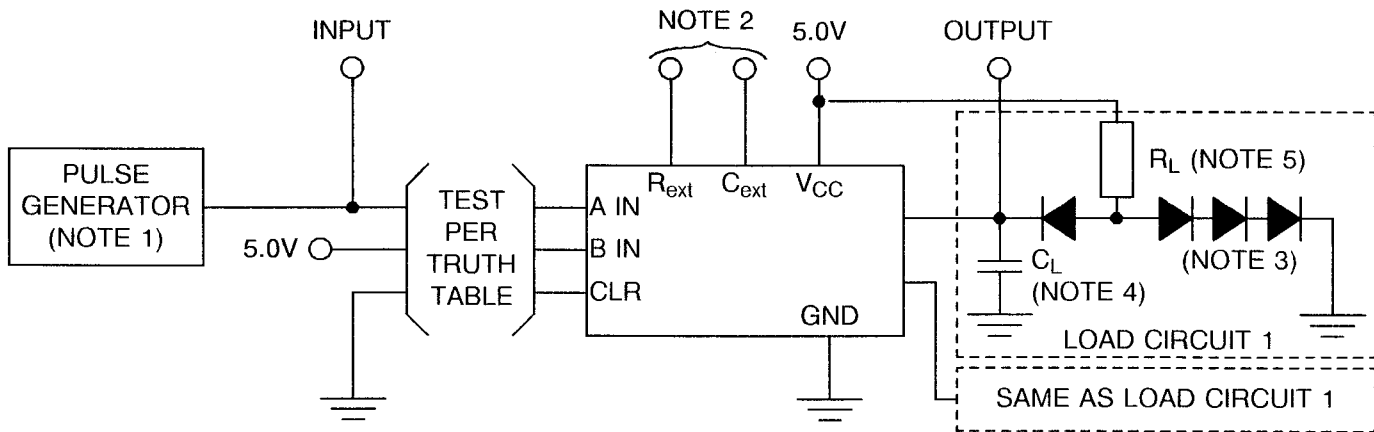 NOTE 2
INPUT
5.0V
OUTPUT
PULSE
GENERATOR
(NOTE 1)
5.0V
TEST
PER
TRUTH
TABLE
A IN
B IN
CLR
Rext
Cext
VCC
GND
RL (NOTE 5)
CL
(NOTE 4)
(NOTE 3)
LOAD CIRCUIT 1
SAME AS LOAD CIRCUIT 1